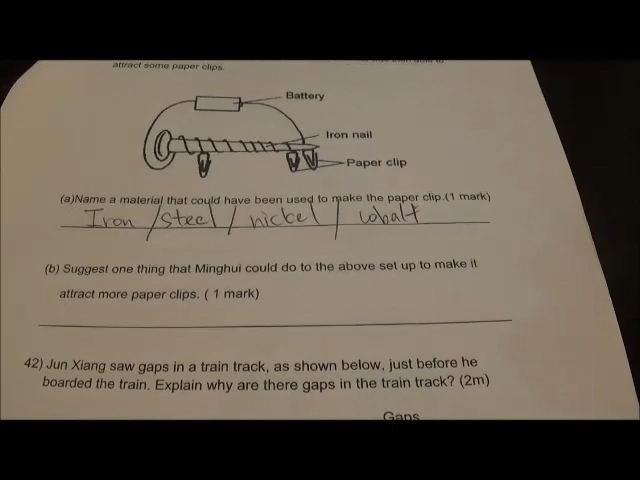 attract some paper clips.
Battery
Iron nail
Paper clip
(a)Name a material that could have been used to make the paper clip.(1 mark)
Iron / steel / nickel / cobalt
(b) Suggest one thing that Minghui could do to the above set up to make it
attract more paper clips. ( 1 mark)
42) Jun Xiang saw gaps in a train track, as shown below, just before he
boarded the train. Explain why are there gaps in the train track? (2m)
Gaps